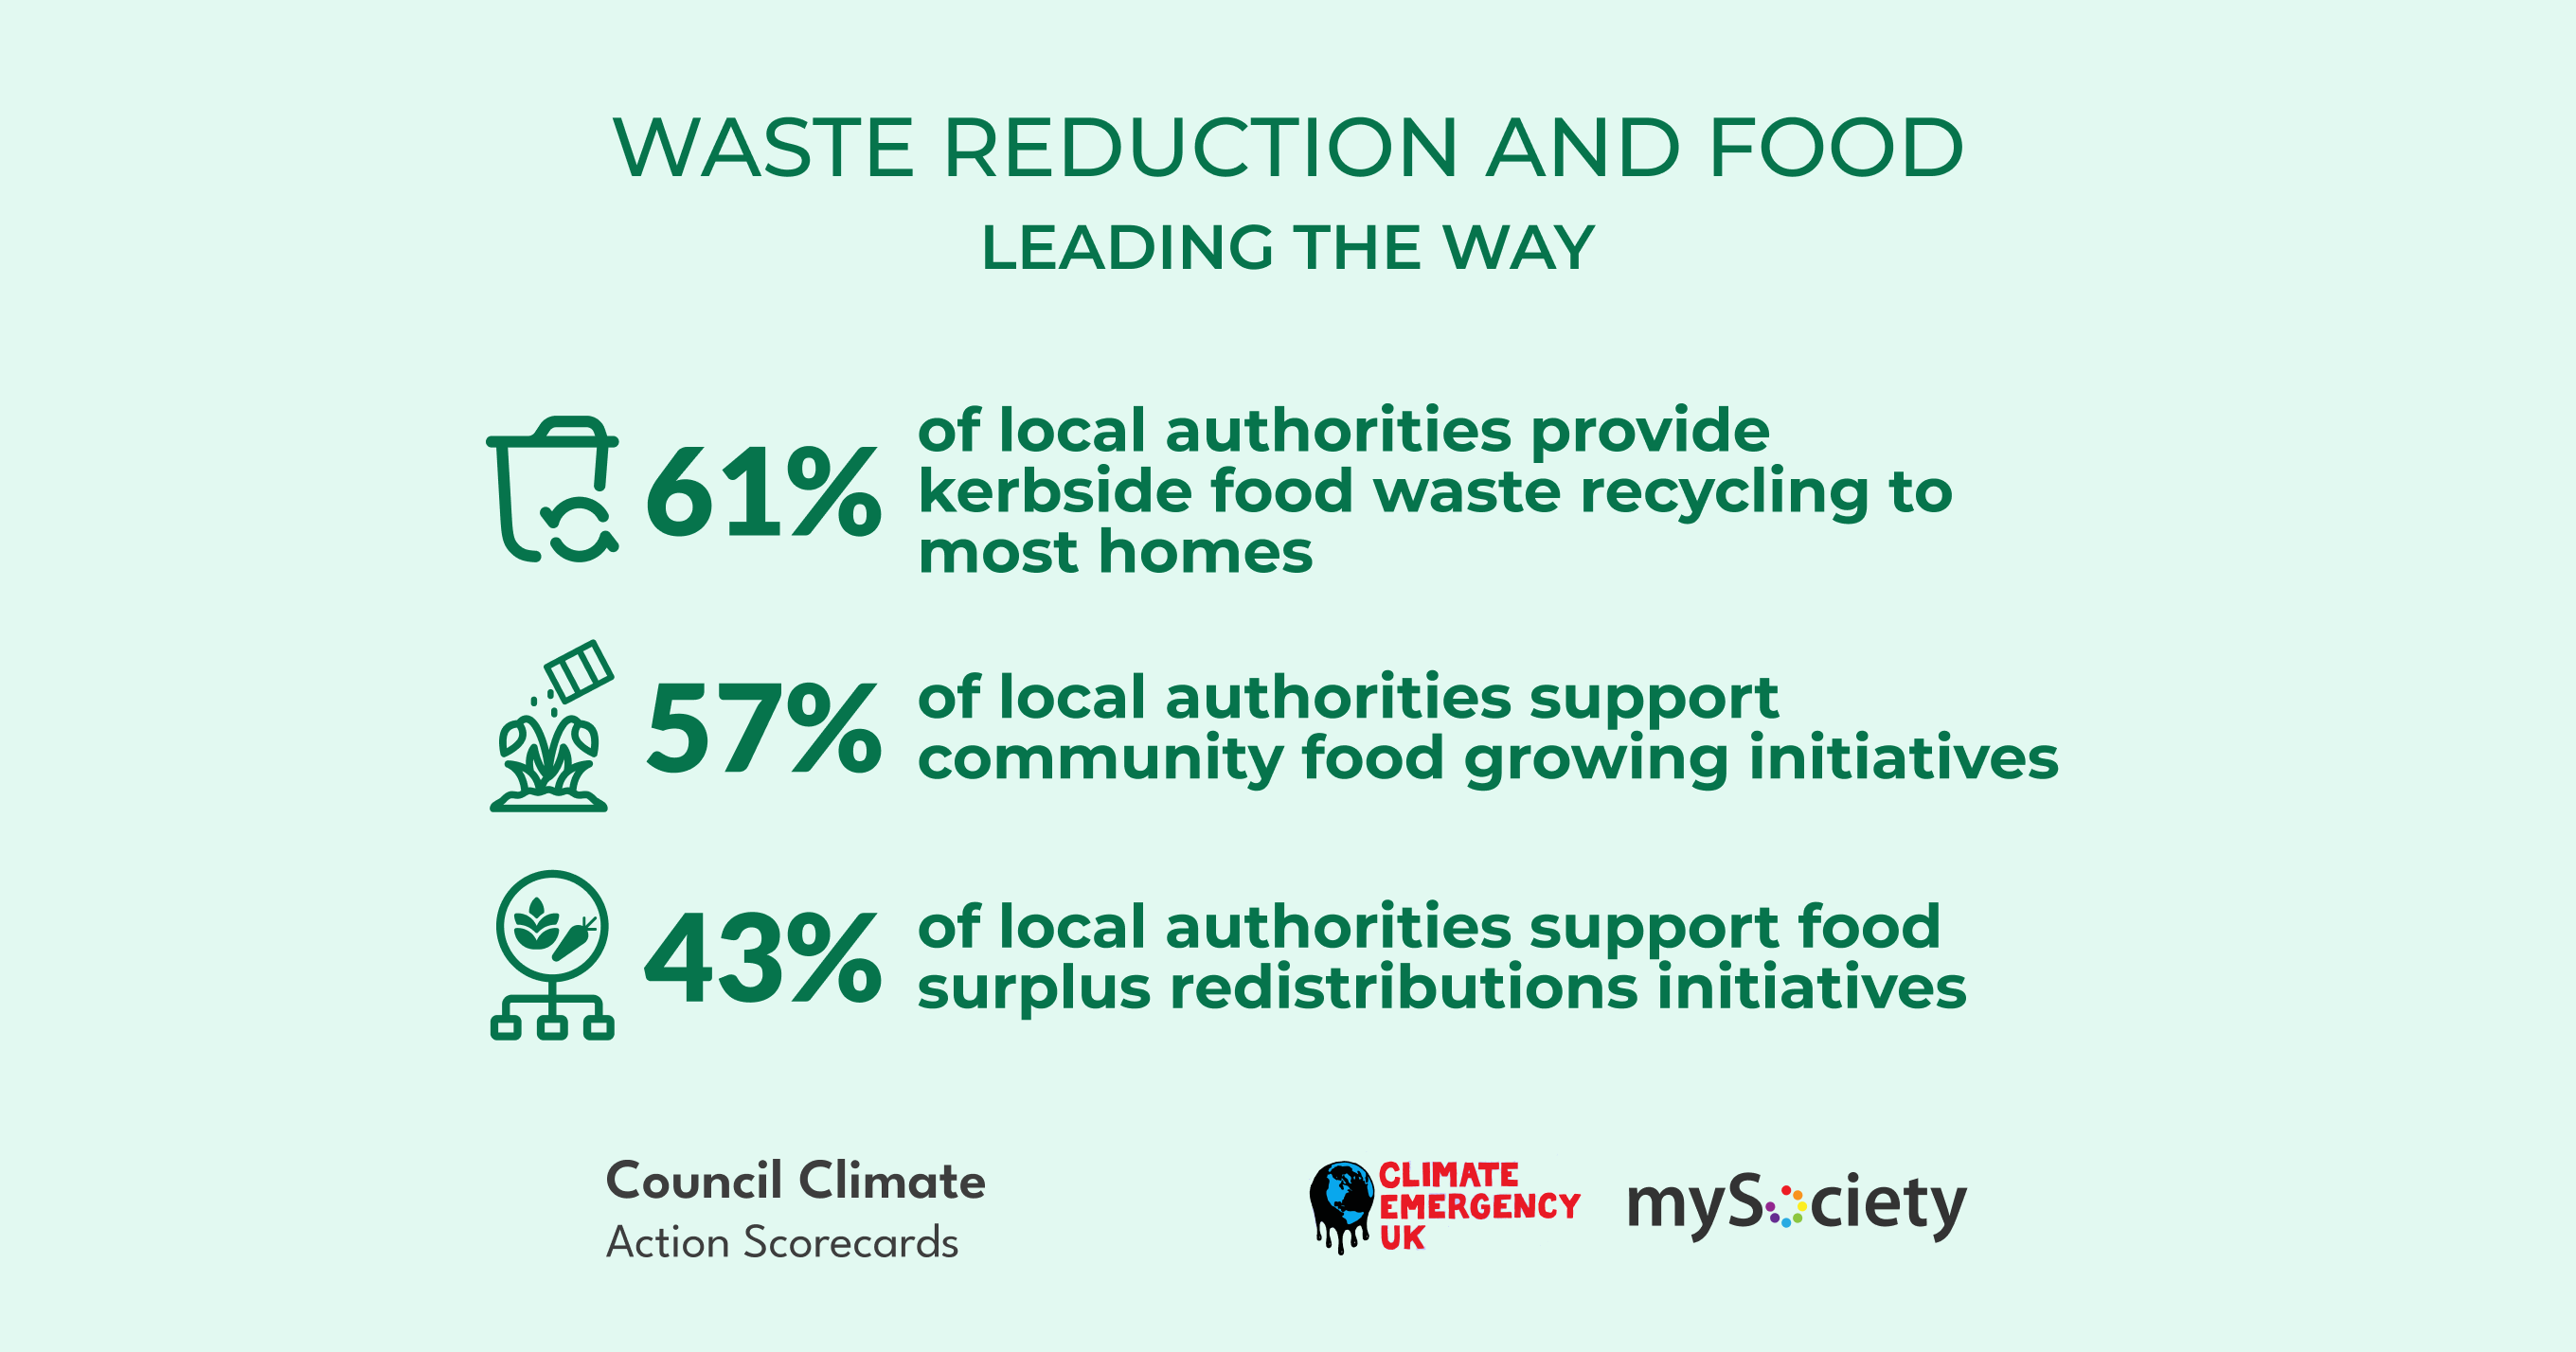 WASTE REDUCTION AND FOOD
LEADING THE WAY
61%
of local authorities provide
kerbside food waste recycling to
most homes
57%
of local authorities support
community food growing initiatives
43%
of local authorities support food
surplus redistributions initiatives
Council Climate
Action Scorecards
CLIMATE
EMERGENCY
UK
mySociety